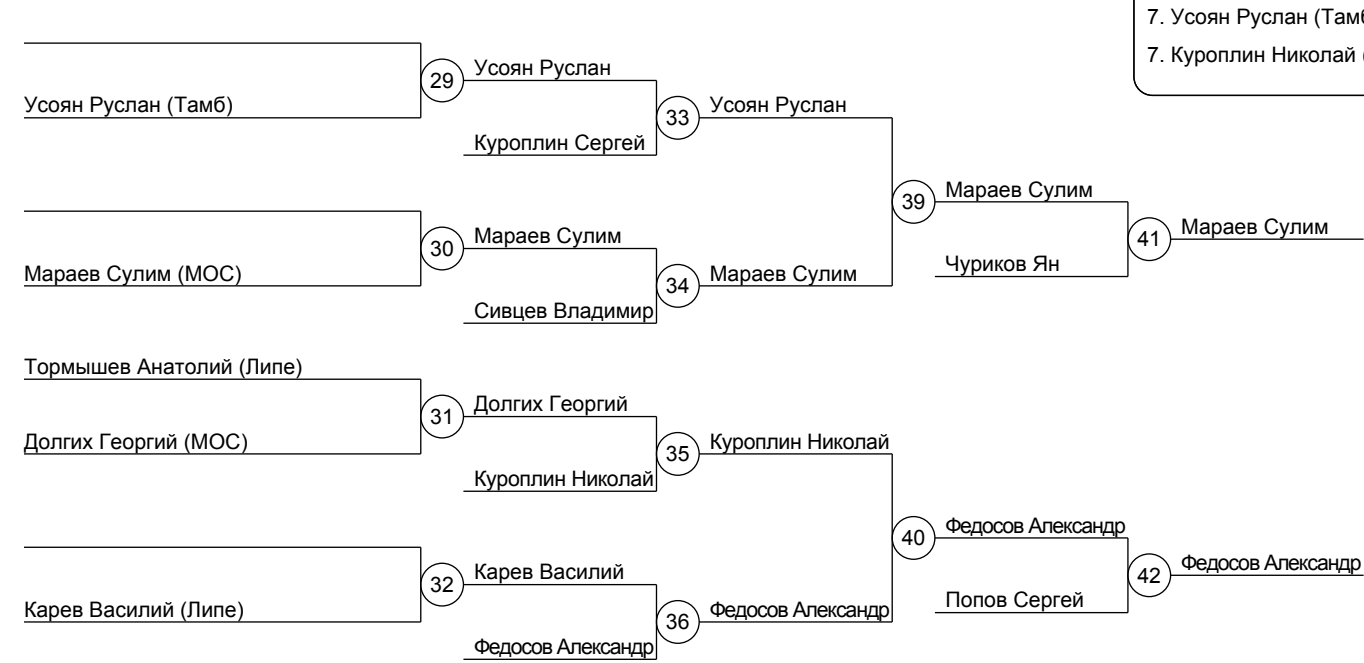 7. Усоян Руслан (Тамб
7. Куроплин Николай (
29 Усоян Руслан
Усоян Руслан (Тамб)
33 Усоян Руслан
Куроплин Сергей
39 Мараев Сулим
30 Мараев Сулим
41 Мараев Сулим
Мараев Сулим (МОС)
34 Мараев Сулим
Чуриков Ян
Сивцев Владимир
Тормышев Анатолий (Липе)
31 Долгих Георгий
Долгих Георгий (МОС)
35 Куроплин Николай
Куроплин Николай
40 Федосов Александр
32 Карев Василий
42 Федосов Александр
Карев Василий (Липе)
36 Федосов Александр
Попов Сергей
Федосов Александр